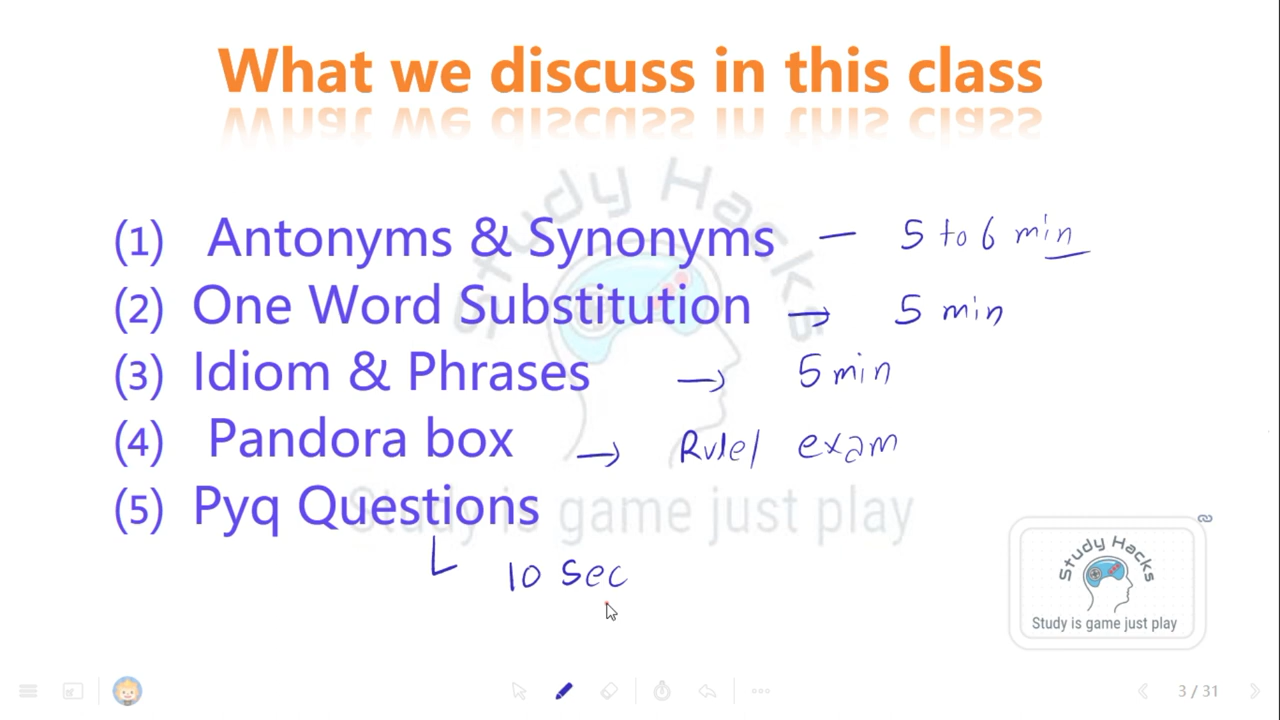 What we discuss in this class
(1) Antonyms & Synonyms – 5 to 6 min
(2) One Word Substitution → 5 min
(3) Idiom & Phrases → 5 min
(4) Pandora box → Rule/ exam
(5) Pyq Questions
10 Sec
Study Hacks
Study is game just play
Study Hacks
Study is game just play
3 / 31